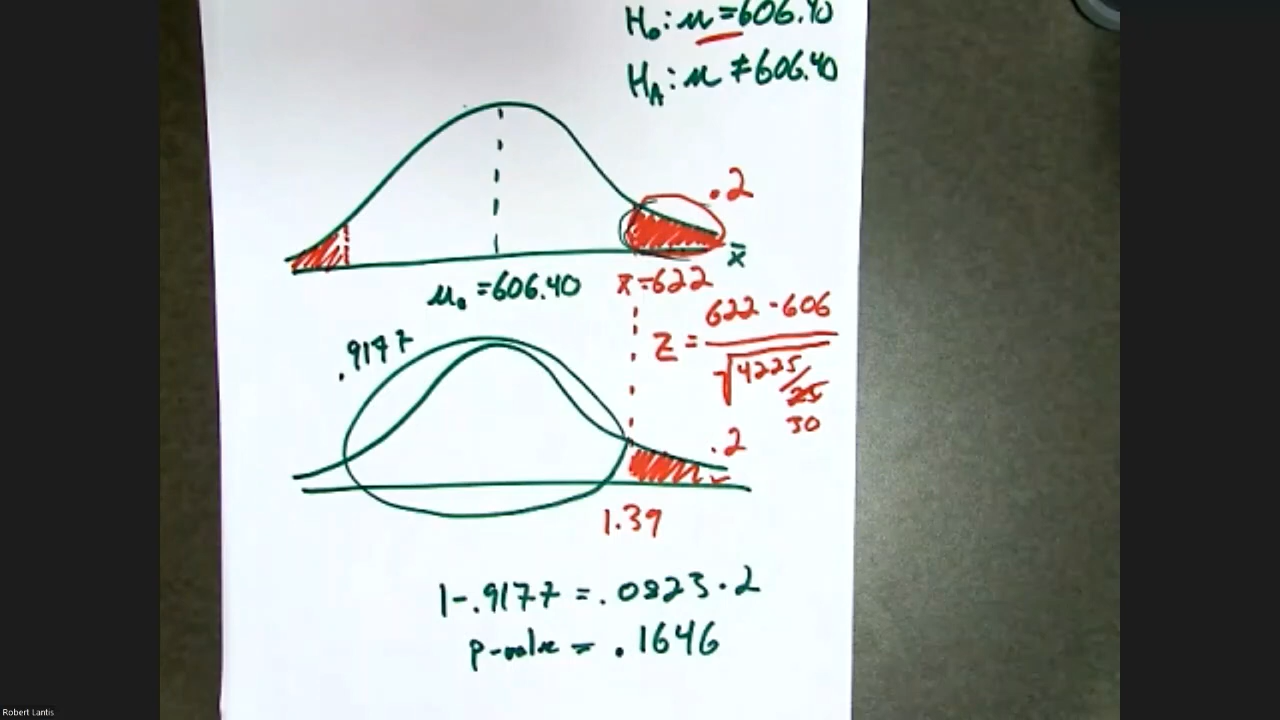 H₀: μ = 606.40
Hₐ: μ ≠ 606.40
·2
x̄
μ₀ = 606.40
x̄ = 622
Z = 622 - 606 / √4225/25
30
.9177
·2
1.39
1 - .9177 = .0823 · 2
p-value = .1646
Robert Lantis